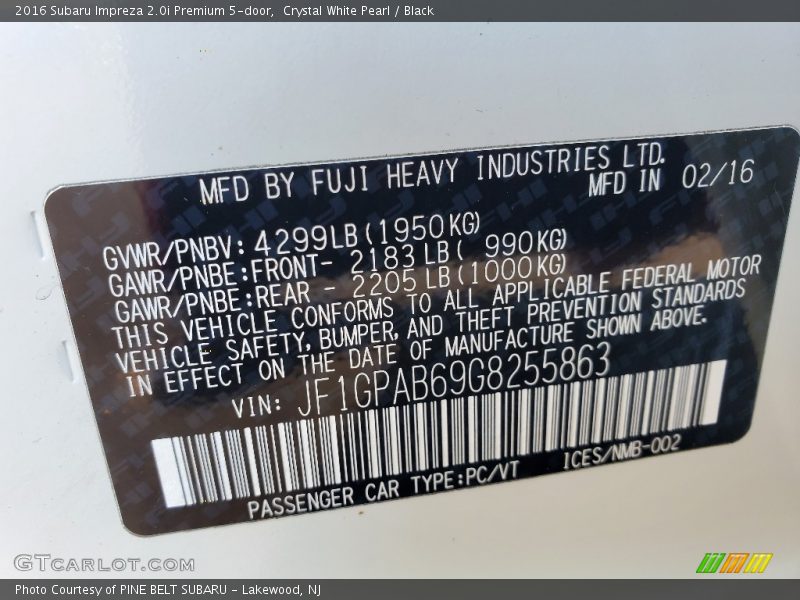 2016 Subaru Impreza 2.0i Premium 5-door,  Crystal White Pearl / Black
MFD BY FUJI HEAVY INDUSTRIES LTD.
MFD IN 02/16
GVWR/PNBV: 4299LB(1950KG)
GAWR/PNBE:FRONT- 2183 LB( 990KG)
GAWR/PNBE:REAR - 2205 LB(1000KG)
THIS VEHICLE CONFORMS TO ALL APPLICABLE FEDERAL MOTOR
VEHICLE SAFETY, BUMPER, AND THEFT PREVENTION STANDARDS
IN EFFECT ON THE DATE OF MANUFACTURE SHOWN ABOVE.
VIN: JF1GPAB69G8255863
PASSENGER CAR TYPE:PC/VT ICES/NMB-002
GTCARLOT.COM
Photo Courtesy of PINE BELT SUBARU - Lakewood, NJ